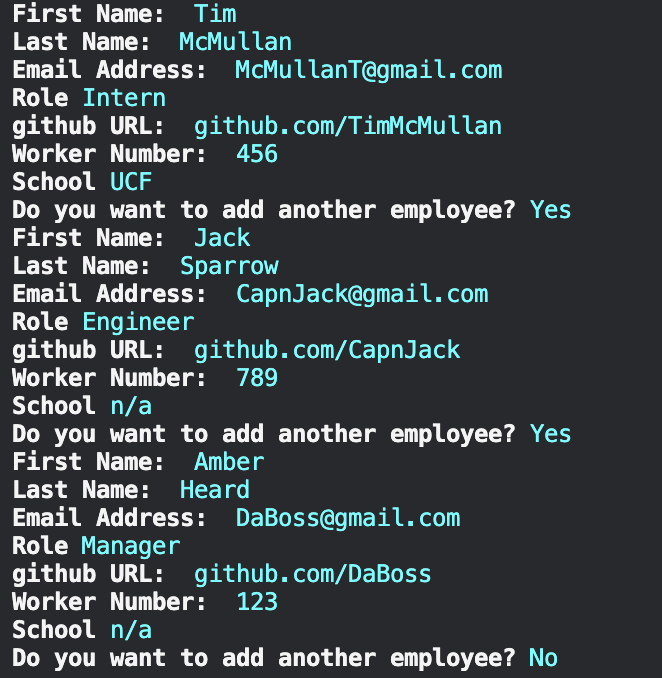 First Name:  Tim
Last Name:  McMullan
Email Address:  McMullanT@gmail.com
Role Intern
github URL:  github.com/TimMcMullan
Worker Number:  456
School UCF
Do you want to add another employee? Yes
First Name:  Jack
Last Name:  Sparrow
Email Address:  CapnJack@gmail.com
Role Engineer
github URL:  github.com/CapnJack
Worker Number:  789
School n/a
Do you want to add another employee? Yes
First Name:  Amber
Last Name:  Heard
Email Address:  DaBoss@gmail.com
Role Manager
github URL:  github.com/DaBoss
Worker Number:  123
School n/a
Do you want to add another employee? No